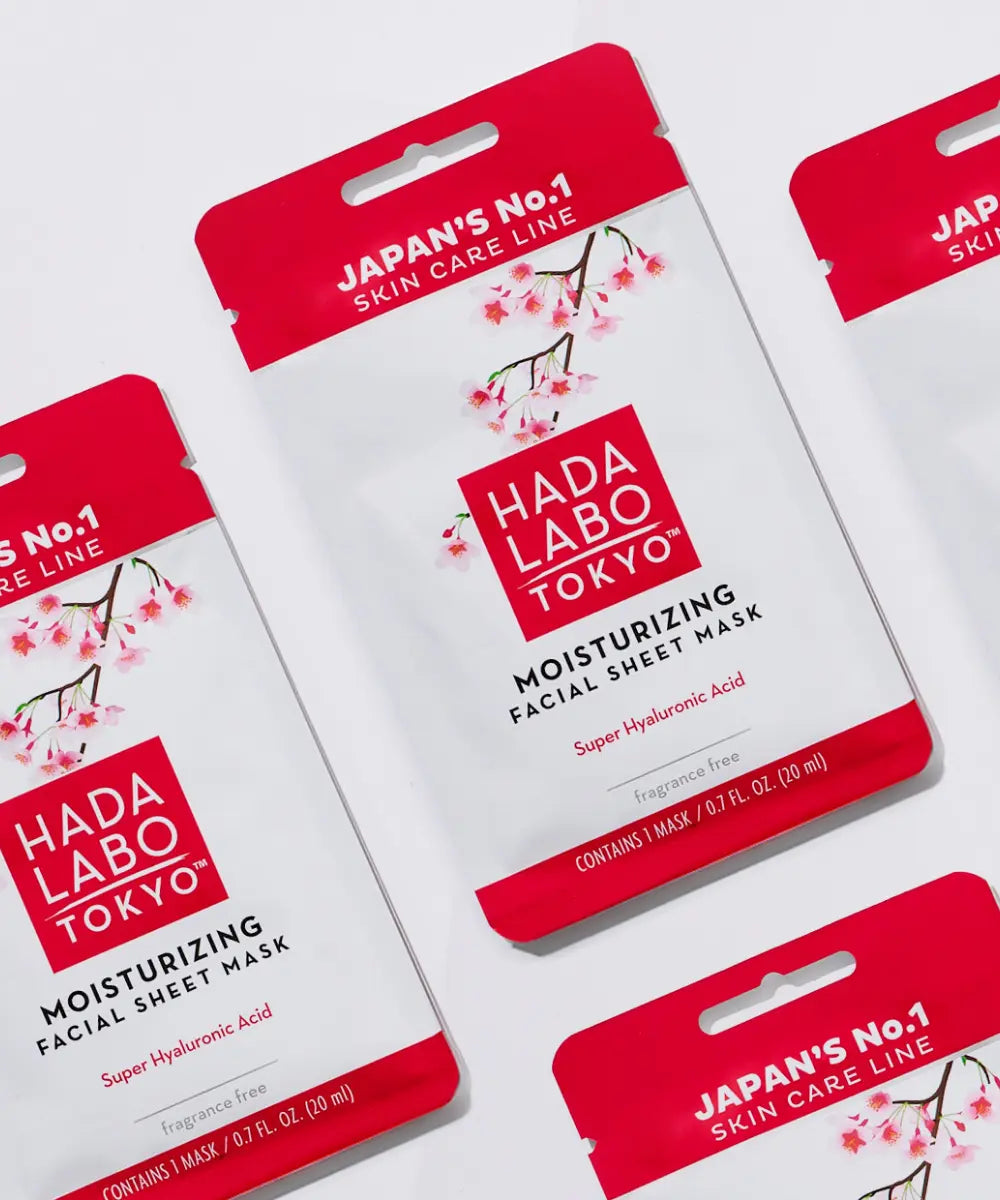 JAPAN'S No.1
SKIN CARE LINE
HADA
LABO
TOKYO™
MOISTURIZING
FACIAL SHEET MASK
Super Hyaluronic Acid
fragrance free
CONTAINS 1 MASK / 0.7 FL. OZ. (20 ml)
JAP
SKI
S No.1
RE LINE
HADA
LABO
TOKYO™
MOISTURIZING
FACIAL SHEET MASK
Super Hyaluronic Acid
fragrance free
CONTAINS 1 MASK / 0.7 FL. OZ. (20 ml)
JAPAN'S No.1
SKIN CARE LINE